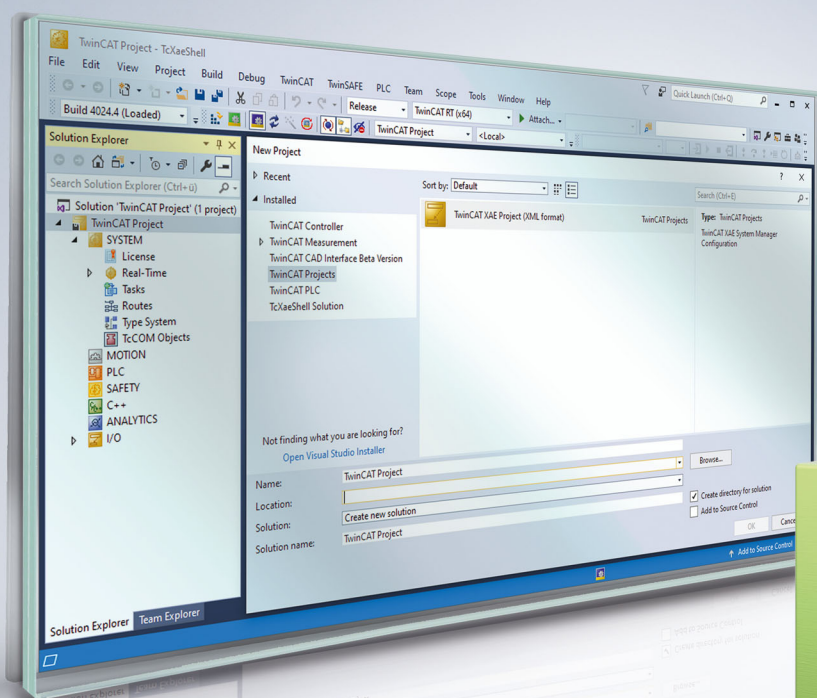 TwinCAT Project - TcXaeShell
File Edit View Project Build Debug TwinCAT TwinSAFE PLC Team Scope Tools Window Help
Quick Launch (Ctrl+Q)
Release
TwinCAT RT (x64)
Attach...
Build 4024.4 (Loaded)
TwinCAT Project
<Local>
Solution Explorer
Search Solution Explorer (Ctrl+ü)
Solution 'TwinCAT Project' (1 project)
TwinCAT Project
SYSTEM
License
Real-Time
Tasks
Routes
Type System
TcCOM Objects
MOTION
PLC
SAFETY
C++
ANALYTICS
I/O
Solution Explorer
Team Explorer
New Project
? X
Recent
Installed
TwinCAT Controller
TwinCAT Measurement
TwinCAT CAD Interface Beta Version
TwinCAT Projects
TwinCAT PLC
TcXaeShell Solution
Not finding what you are looking for?
Open Visual Studio Installer
Sort by: Default
TwinCAT XAE Project (XML format)
TwinCAT Projects
Search (Ctrl+E)
Type: TwinCAT Projects
TwinCAT XAE System Manager
Configuration
Name:
TwinCAT Project
Location:
Browse...
Solution:
Create new solution
Solution name:
TwinCAT Project
Create directory for solution
Add to Source Control
OK
Cance
Add to Source Control